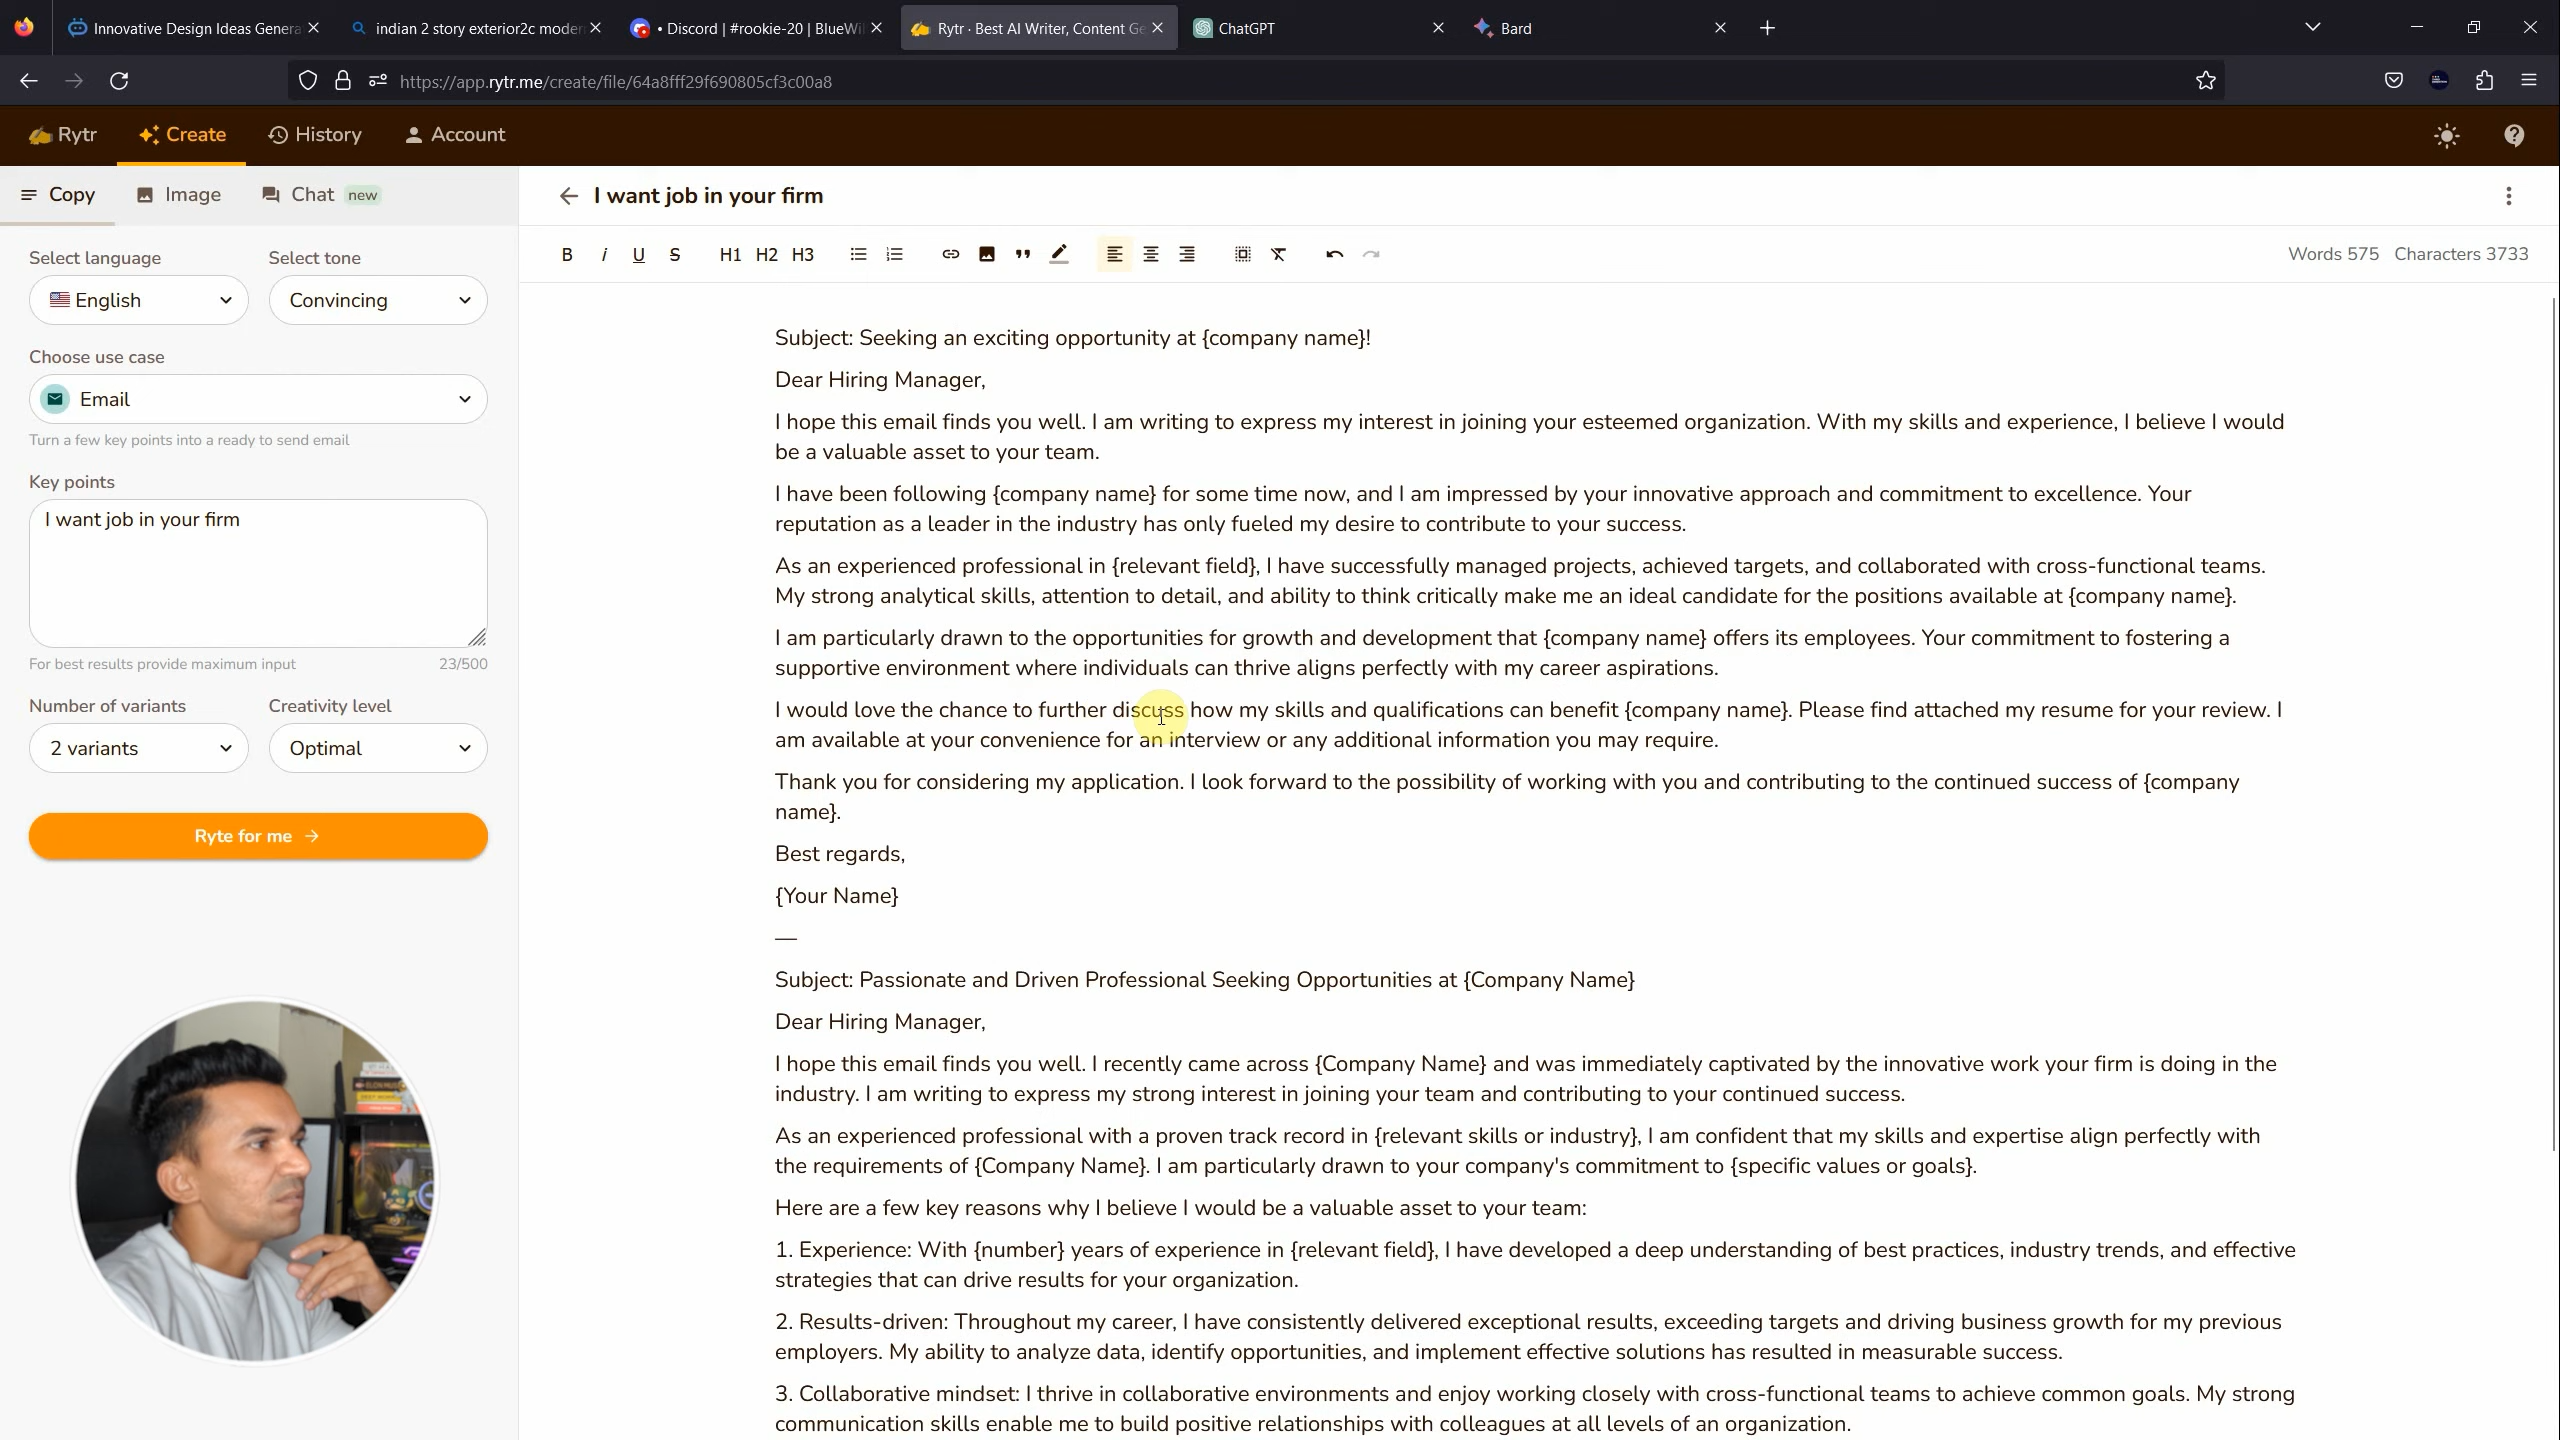 Innovative Design Ideas Genera
indian 2 story exterior2c moder
• Discord | #rookie-20 | BlueWil
Rytr · Best AI Writer, Content Ge
ChatGPT
Bard
https://app.rytr.me/create/file/64a8fff29f690805cf3c00a8
Rytr
Create
History
Account
Copy
Image
Chat new
I want job in your firm
B i U S H1 H2 H3
Words 575 Characters 3733
Select language
Select tone
English
Convincing
Choose use case
Email
Turn a few key points into a ready to send email
Key points
I want job in your firm
For best results provide maximum input
23/500
Number of variants
Creativity level
2 variants
Optimal
Ryte for me
Subject: Seeking an exciting opportunity at {company name}!
Dear Hiring Manager,
I hope this email finds you well. I am writing to express my interest in joining your esteemed organization. With my skills and experience, I believe I would
be a valuable asset to your team.
I have been following {company name} for some time now, and I am impressed by your innovative approach and commitment to excellence. Your
reputation as a leader in the industry has only fueled my desire to contribute to your success.
As an experienced professional in {relevant field}, I have successfully managed projects, achieved targets, and collaborated with cross-functional teams.
My strong analytical skills, attention to detail, and ability to think critically make me an ideal candidate for the positions available at {company name}.
I am particularly drawn to the opportunities for growth and development that {company name} offers its employees. Your commitment to fostering a
supportive environment where individuals can thrive aligns perfectly with my career aspirations.
I would love the chance to further discuss how my skills and qualifications can benefit {company name}. Please find attached my resume for your review. I
am available at your convenience for an interview or any additional information you may require.
Thank you for considering my application. I look forward to the possibility of working with you and contributing to the continued success of {company
name}.
Best regards,
{Your Name}
—
Subject: Passionate and Driven Professional Seeking Opportunities at {Company Name}
Dear Hiring Manager,
I hope this email finds you well. I recently came across {Company Name} and was immediately captivated by the innovative work your firm is doing in the
industry. I am writing to express my strong interest in joining your team and contributing to your continued success.
As an experienced professional with a proven track record in {relevant skills or industry}, I am confident that my skills and expertise align perfectly with
the requirements of {Company Name}. I am particularly drawn to your company's commitment to {specific values or goals}.
Here are a few key reasons why I believe I would be a valuable asset to your team:
1. Experience: With {number} years of experience in {relevant field}, I have developed a deep understanding of best practices, industry trends, and effective
strategies that can drive results for your organization.
2. Results-driven: Throughout my career, I have consistently delivered exceptional results, exceeding targets and driving business growth for my previous
employers. My ability to analyze data, identify opportunities, and implement effective solutions has resulted in measurable success.
3. Collaborative mindset: I thrive in collaborative environments and enjoy working closely with cross-functional teams to achieve common goals. My strong
communication skills enable me to build positive relationships with colleagues at all levels of an organization.